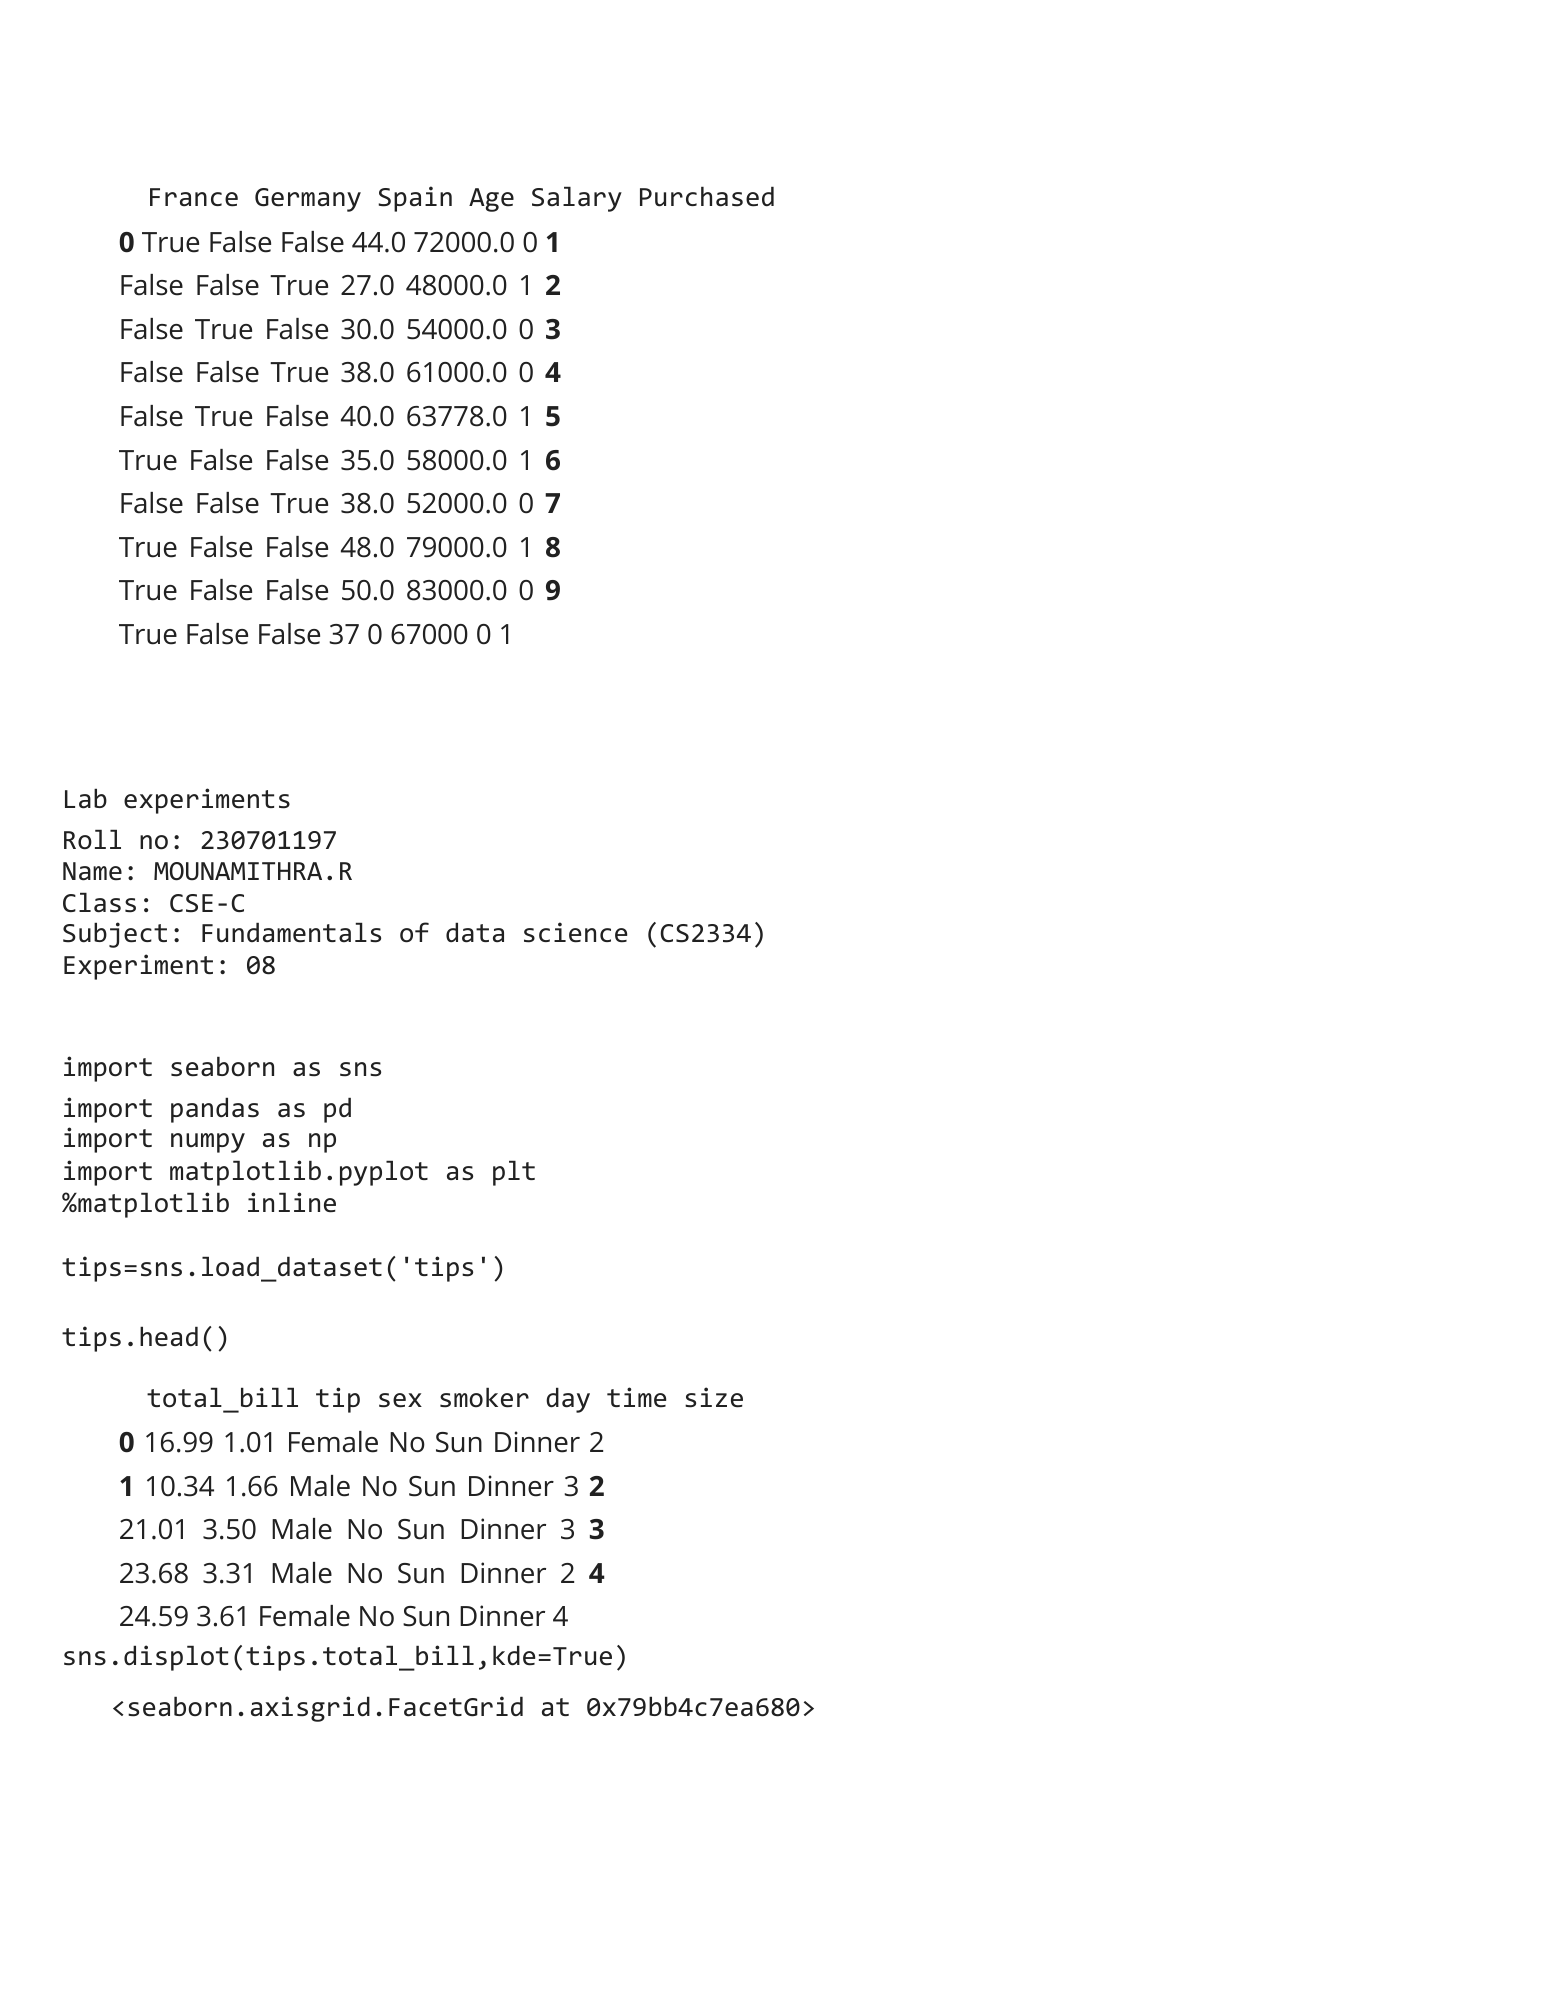 France Germany Spain Age Salary Purchased
0 True False False 44.0 72000.0 0 1
False False True 27.0 48000.0 1 2
False True False 30.0 54000.0 0 3
False False True 38.0 61000.0 0 4
False True False 40.0 63778.0 1 5
True False False 35.0 58000.0 1 6
False False True 38.0 52000.0 0 7
True False False 48.0 79000.0 1 8
True False False 50.0 83000.0 0 9
True False False 37 0 67000 0 1
Lab experiments
Roll no: 230701197
Name: MOUNAMITHRA.R
Class: CSE-C
Subject: Fundamentals of data science (CS2334)
Experiment: 08
import seaborn as sns
import pandas as pd
import numpy as np
import matplotlib.pyplot as plt
%matplotlib inline
tips=sns.load_dataset('tips')
tips.head()
total_bill tip sex smoker day time size
0 16.99 1.01 Female No Sun Dinner 2
1 10.34 1.66 Male No Sun Dinner 3 2
21.01 3.50 Male No Sun Dinner 3 3
23.68 3.31 Male No Sun Dinner 2 4
24.59 3.61 Female No Sun Dinner 4
sns.displot(tips.total_bill,kde=True)
<seaborn.axisgrid.FacetGrid at 0x79bb4c7ea680>